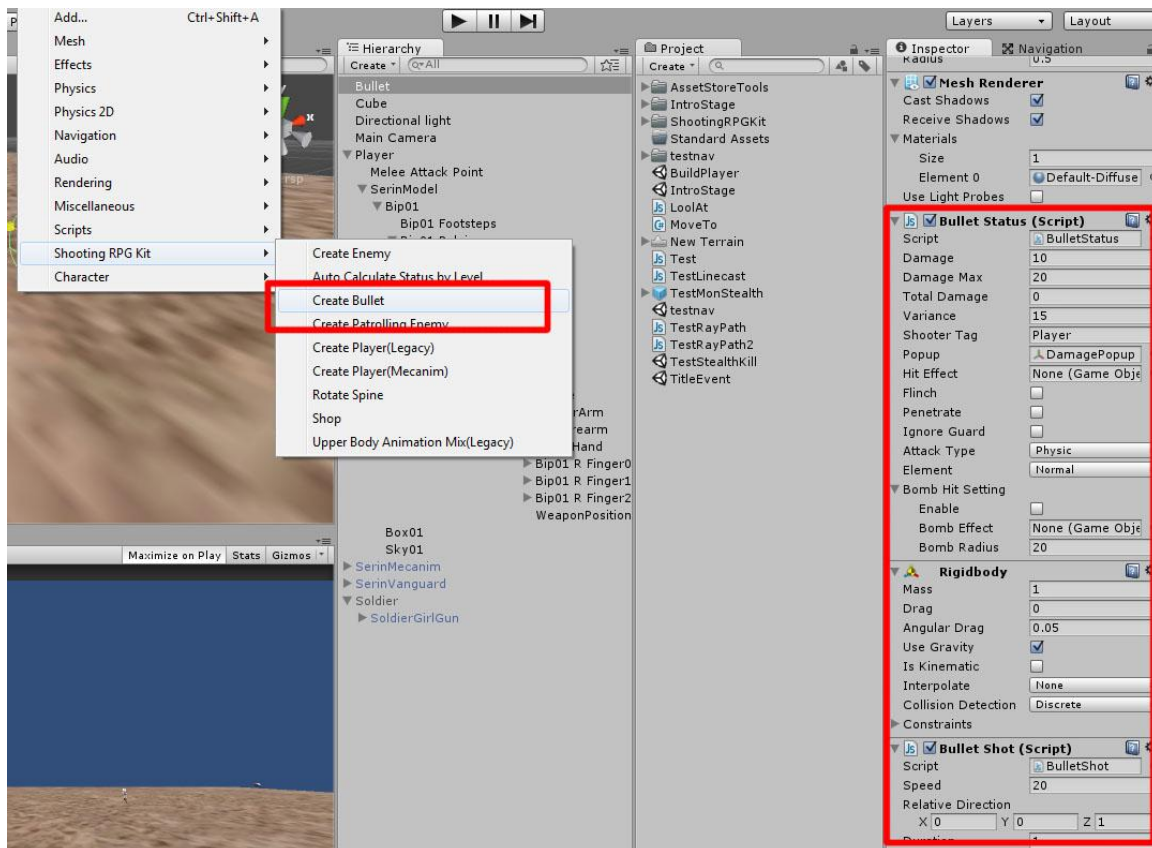 Add... Ctrl+Shift+A
Mesh
Effects
Physics
Physics 2D
Navigation
Audio
Rendering
Miscellaneous
Scripts
Shooting RPG Kit
Character
Create Enemy
Auto Calculate Status by Level
Create Bullet
Create Patrolling Enemy
Create Player(Legacy)
Create Player(Mecanim)
Rotate Spine
Shop
Upper Body Animation Mix(Legacy)
Maximize on Play Stats Gizmos
Layers Layout
Hierarchy
Create All
Bullet
Cube
Directional light
Main Camera
Player
Melee Attack Point
SerinModel
Bip01
Bip01 Footsteps
rArm
rearm
Hand
Bip01 R Finger0
Bip01 R Finger1
Bip01 R Finger2
WeaponPosition
Box01
Sky01
SerinMecanim
SerinVanguard
Soldier
SoldierGirlGun
Project
Create
AssetStoreTools
IntroStage
ShootingRPGKit
Standard Assets
testnav
BuildPlayer
IntroStage
LoolAt
MoveTo
New Terrain
Test
TestLinecast
TestMonStealth
testnav
TestRayPath
TestRayPath2
TestStealthKill
TitleEvent
Inspector Navigation
Radius 0.5
Mesh Renderer
Cast Shadows
Receive Shadows
Materials
Size 1
Element 0 Default-Diffuse
Use Light Probes
Bullet Status (Script)
Script BulletStatus
Damage 10
Damage Max 20
Total Damage 0
Variance 15
Shooter Tag Player
Popup DamagePopup
Hit Effect None (Game Obje
Flinch
Penetrate
Ignore Guard
Attack Type Physic
Element Normal
Bomb Hit Setting
Enable
Bomb Effect None (Game Obje
Bomb Radius 20
Rigidbody
Mass 1
Drag 0
Angular Drag 0.05
Use Gravity
Is Kinematic
Interpolate None
Collision Detection Discrete
Constraints
Bullet Shot (Script)
Script BulletShot
Speed 20
Relative Direction
X 0 Y 0 Z 1
Duration